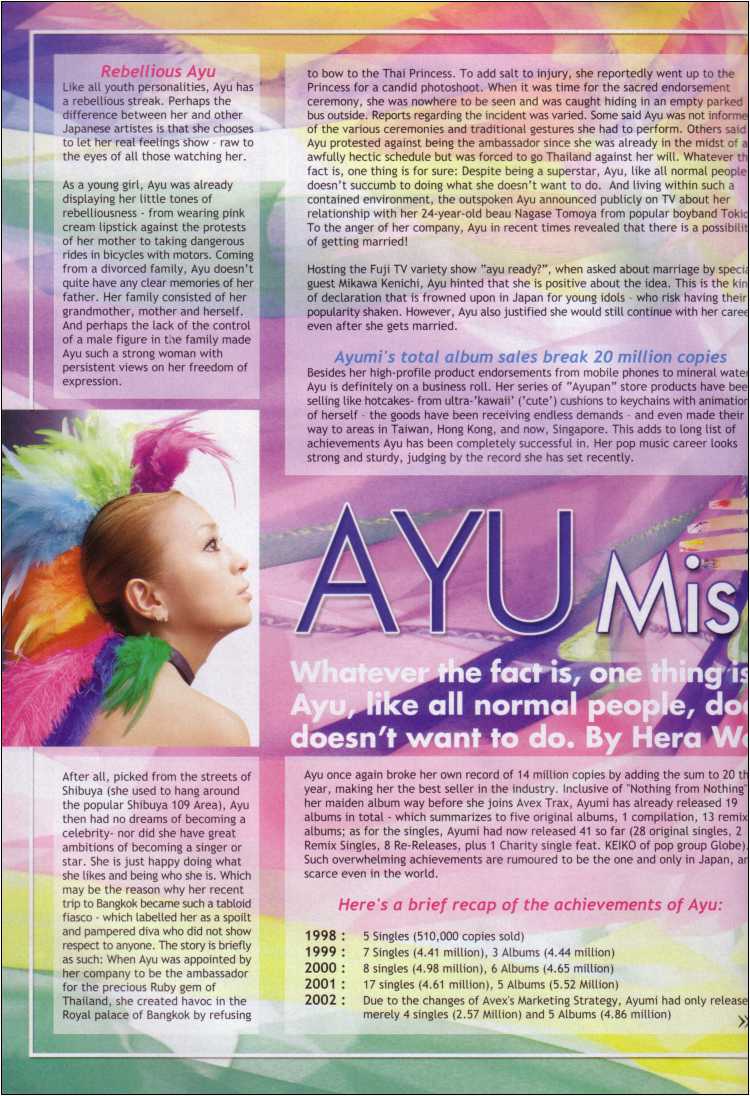 Rebellious Ayu
Like all youth personalities, Ayu has
a rebellious streak. Perhaps the
difference between her and other
Japanese artistes is that she chooses
to let her real feelings show - raw to
the eyes of all those watching her.
As a young girl, Ayu was already
displaying her little tones of
rebelliousness - from wearing pink
cream lipstick against the protests
of her mother to taking dangerous
rides in bicycles with motors. Coming
from a divorced family, Ayu doesn't
quite have any clear memories of her
father. Her family consisted of her
grandmother, mother and herself.
And perhaps the lack of the control
of a male figure in the family made
Ayu such a strong woman with
persistent views on her freedom of
expression.
After all, picked from the streets of
Shibuya (she used to hang around
the popular Shibuya 109 Area), Ayu
then had no dreams of becoming a
celebrity- nor did she have great
ambitions of becoming a singer or
star. She is just happy doing what
she likes and being who she is. Which
may be the reason why her recent
trip to Bangkok became such a tabloid
fiasco - which labelled her as a spoilt
and pampered diva who did not show
respect to anyone. The story is briefly
as such: When Ayu was appointed by
her company to be the ambassador
for the precious Ruby gem of
Thailand, she created havoc in the
Royal palace of Bangkok by refusing
to bow to the Thai Princess. To add salt to injury, she reportedly went up to the
Princess for a candid photoshoot. When it was time for the sacred endorsement
ceremony, she was nowhere to be seen and was caught hiding in an empty parked
bus outside. Reports regarding the incident was varied. Some said Ayu was not informe
of the various ceremonies and traditional gestures she had to perform. Others said
Ayu protested against being the ambassador since she was already in the midst of a
awfully hectic schedule but was forced to go Thailand against her will. Whatever th
fact is, one thing is for sure: Despite being a superstar, Ayu, like all normal people
doesn't succumb to doing what she doesn't want to do. And living within such a
contained environment, the outspoken Ayu announced publicly on TV about her
relationship with her 24-year-old beau Nagase Tomoya from popular boyband Tokio
To the anger of her company, Ayu in recent times revealed that there is a possibilit
of getting married!
Hosting the Fuji TV variety show "ayu ready?", when asked about marriage by specia
guest Mikawa Kenichi, Ayu hinted that she is positive about the idea. This is the kin
of declaration that is frowned upon in Japan for young idols - who risk having their
popularity shaken. However, Ayu also justified she would still continue with her caree
even after she gets married.
Ayumi's total album sales break 20 million copies
Besides her high-profile product endorsements from mobile phones to mineral water
Ayu is definitely on a business roll. Her series of "Ayupan" store products have bee
selling like hotcakes- from ultra-'kawaii' ('cute') cushions to keychains with animation
of herself - the goods have been receiving endless demands - and even made their
way to areas in Taiwan, Hong Kong, and now, Singapore. This adds to long list of
achievements Ayu has been completely successful in. Her pop music career looks
strong and sturdy, judging by the record she has set recently.
AYU Mis
Whatever the fact is, one thing is
Ayu, like all normal people, do
doesn't want to do. By Hera W
Ayu once again broke her own record of 14 million copies by adding the sum to 20 th
year, making her the best seller in the industry. Inclusive of "Nothing from Nothing"
her maiden album way before she joins Avex Trax, Ayumi has already released 19
albums in total - which summarizes to five original albums, 1 compilation, 13 remix
albums; as for the singles, Ayumi had now released 41 so far (28 original singles, 2
Remix Singles, 8 Re-Releases, plus 1 Charity single feat. KEIKO of pop group Globe).
Such overwhelming achievements are rumoured to be the one and only in Japan, an
scarce even in the world.
Here's a brief recap of the achievements of Ayu:
1998 : 5 Singles (510,000 copies sold)
1999 : 7 Singles (4.41 million), 3 Albums (4.44 million)
2000 : 8 singles (4.98 million), 6 Albums (4.65 million)
2001 : 17 singles (4.61 million), 5 Albums (5.52 Million)
2002 : Due to the changes of Avex's Marketing Strategy, Ayumi had only release
merely 4 singles (2.57 Million) and 5 Albums (4.86 million)
»